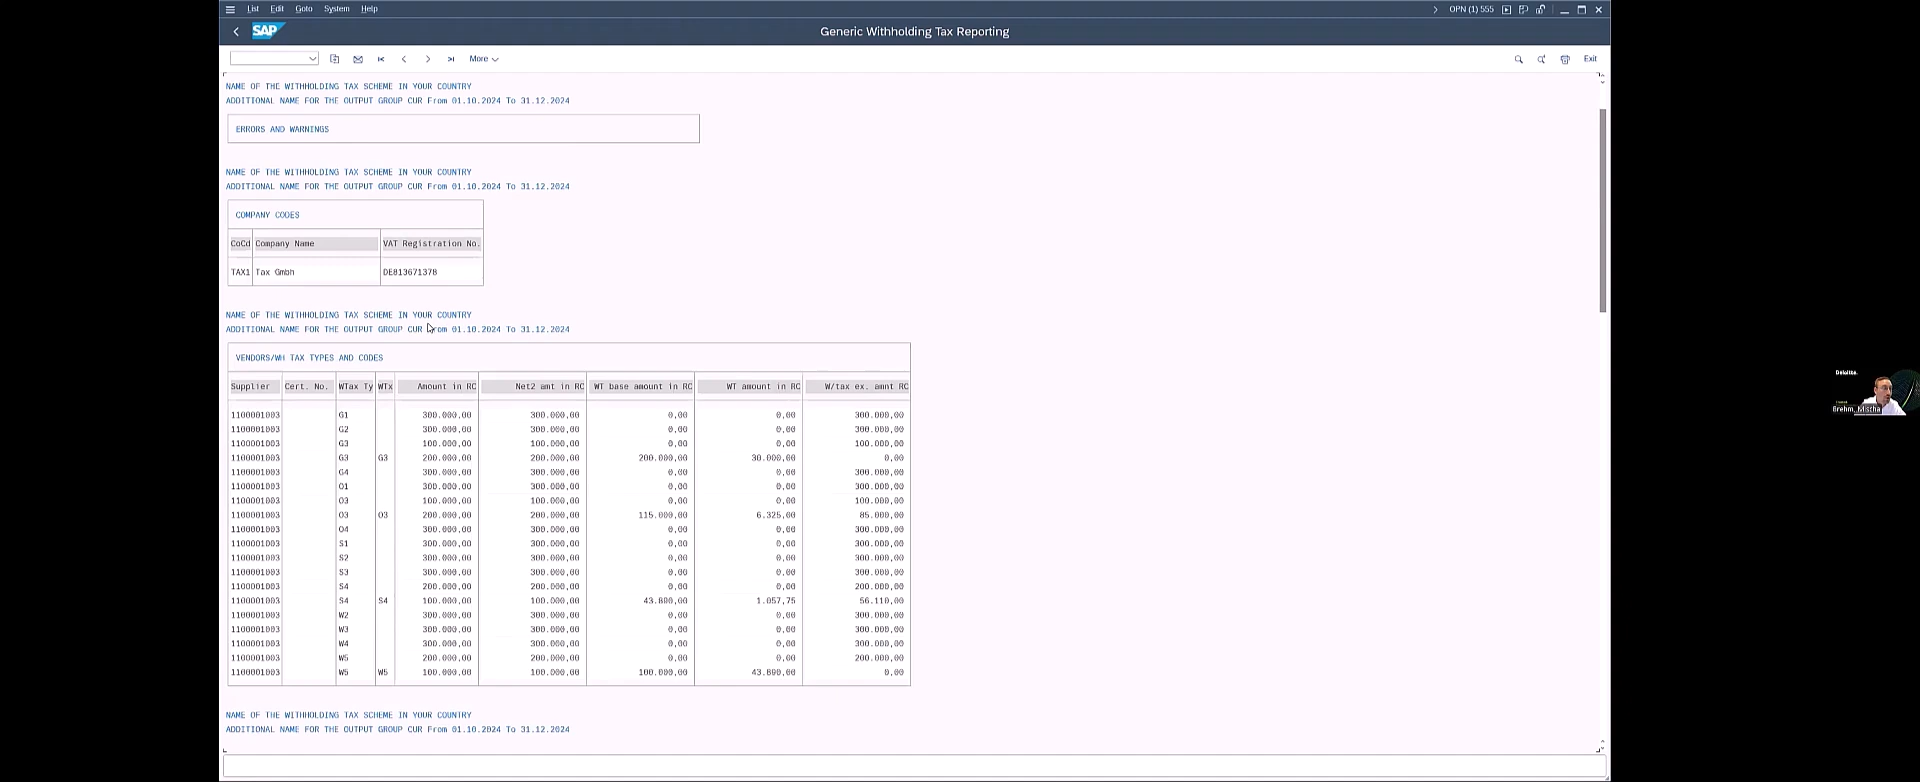 List Edit Goto System Help OPN (1) 555
SAP Generic Withholding Tax Reporting
More Exit
NAME OF THE WITHHOLDING TAX SCHEME IN YOUR COUNTRY
ADDITIONAL NAME FOR THE OUTPUT GROUP CUR From 01.10.2024 To 31.12.2024
ERRORS AND WARNINGS
NAME OF THE WITHHOLDING TAX SCHEME IN YOUR COUNTRY
ADDITIONAL NAME FOR THE OUTPUT GROUP CUR From 01.10.2024 To 31.12.2024
COMPANY CODES
CoCd Company Name VAT Registration No.
TAX1 Tax Gmbh DE813671378
NAME OF THE WITHHOLDING TAX SCHEME IN YOUR COUNTRY
ADDITIONAL NAME FOR THE OUTPUT GROUP CUR From 01.10.2024 To 31.12.2024
VENDORS/WH TAX TYPES AND CODES
Supplier Cert. No. WTax Ty WTx Amount in RC Net2 amt in RC WT base amount in RC WT amount in RC W/tax ex. amnt RC
1100001003 G1 300.000,00 300.000,00 0,00 0,00 300.000,00
1100001003 G2 300.000,00 300.000,00 0,00 0,00 300.000,00
1100001003 G3 100.000,00 100.000,00 0,00 0,00 100.000,00
1100001003 G3 G3 200.000,00 200.000,00 200.000,00 30.000,00 0,00
1100001003 G4 300.000,00 300.000,00 0,00 0,00 300.000,00
1100001003 O1 300.000,00 300.000,00 0,00 0,00 300.000,00
1100001003 O3 100.000,00 100.000,00 0,00 0,00 100.000,00
1100001003 O3 O3 200.000,00 200.000,00 115.000,00 6.325,00 85.000,00
1100001003 O4 300.000,00 300.000,00 0,00 0,00 300.000,00
1100001003 S1 300.000,00 300.000,00 0,00 0,00 300.000,00
1100001003 S2 300.000,00 300.000,00 0,00 0,00 300.000,00
1100001003 S3 300.000,00 300.000,00 0,00 0,00 300.000,00
1100001003 S4 200.000,00 200.000,00 0,00 0,00 200.000,00
1100001003 S4 S4 100.000,00 100.000,00 43.890,00 1.057,75 56.110,00
1100001003 W2 300.000,00 300.000,00 0,00 0,00 300.000,00
1100001003 W3 300.000,00 300.000,00 0,00 0,00 300.000,00
1100001003 W4 300.000,00 300.000,00 0,00 0,00 300.000,00
1100001003 W5 200.000,00 200.000,00 0,00 0,00 200.000,00
1100001003 W5 W5 100.000,00 100.000,00 100.000,00 43.890,00 0,00
NAME OF THE WITHHOLDING TAX SCHEME IN YOUR COUNTRY
ADDITIONAL NAME FOR THE OUTPUT GROUP CUR From 01.10.2024 To 31.12.2024
Deloitte.
Brehm, Mischa